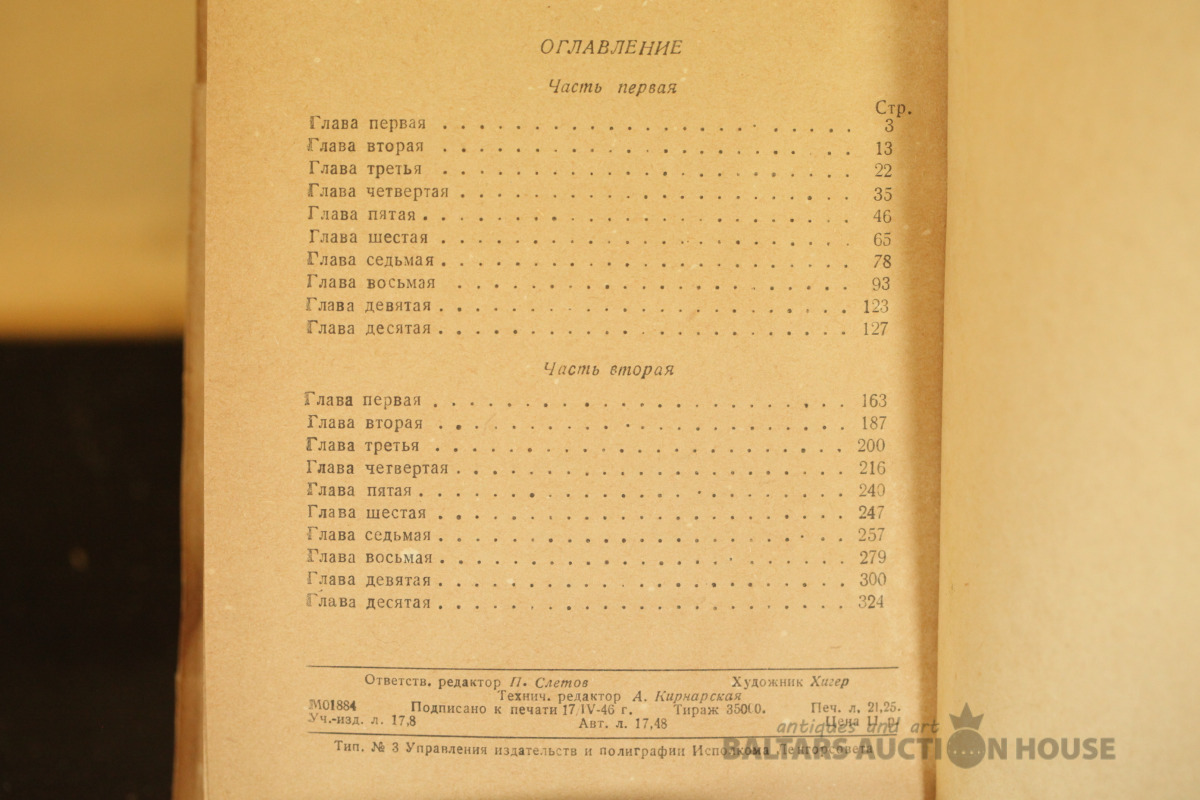 ОГЛАВЛЕНИЕ
Часть первая
Стр.
Глава первая . . . . . . . . . . . . . . . . . . . . . . 3
Глава вторая . . . . . . . . . . . . . . . . . . . . . . 13
Глава третья . . . . . . . . . . . . . . . . . . . . . . 22
Глава четвертая . . . . . . . . . . . . . . . . . . . . . . 35
Глава пятая . . . . . . . . . . . . . . . . . . . . . . 46
Глава шестая . . . . . . . . . . . . . . . . . . . . . . 65
Глава седьмая . . . . . . . . . . . . . . . . . . . . . . 78
Глава восьмая . . . . . . . . . . . . . . . . . . . . . . 93
Глава девятая . . . . . . . . . . . . . . . . . . . . . . 123
Глава десятая . . . . . . . . . . . . . . . . . . . . . . 127
Часть вторая
Глава первая . . . . . . . . . . . . . . . . . . . . . . 163
Глава вторая . . . . . . . . . . . . . . . . . . . . . . 187
Глава третья . . . . . . . . . . . . . . . . . . . . . . 200
Глава четвертая . . . . . . . . . . . . . . . . . . . . . . 216
Глава пятая . . . . . . . . . . . . . . . . . . . . . . 240
Глава шестая . . . . . . . . . . . . . . . . . . . . . . 247
Глава седьмая . . . . . . . . . . . . . . . . . . . . . . 257
Глава восьмая . . . . . . . . . . . . . . . . . . . . . . 279
Глава девятая . . . . . . . . . . . . . . . . . . . . . . 300
Глава десятая . . . . . . . . . . . . . . . . . . . . . . 324
Ответств. редактор П. Слетов Художник Хигер
Технич. редактор А. Кирнарская
М01884 Подписано к печати 17/IV-46 г. Тираж 35000. Печ. л. 21,25.
Уч.-изд. л. 17,8 Авт. л. 17,48 Цена
Тип. № 3 Управления издательств и полиграфии Исполкома Ленгорсовета
antiques and art
BALTARS AUCTION HOUSE